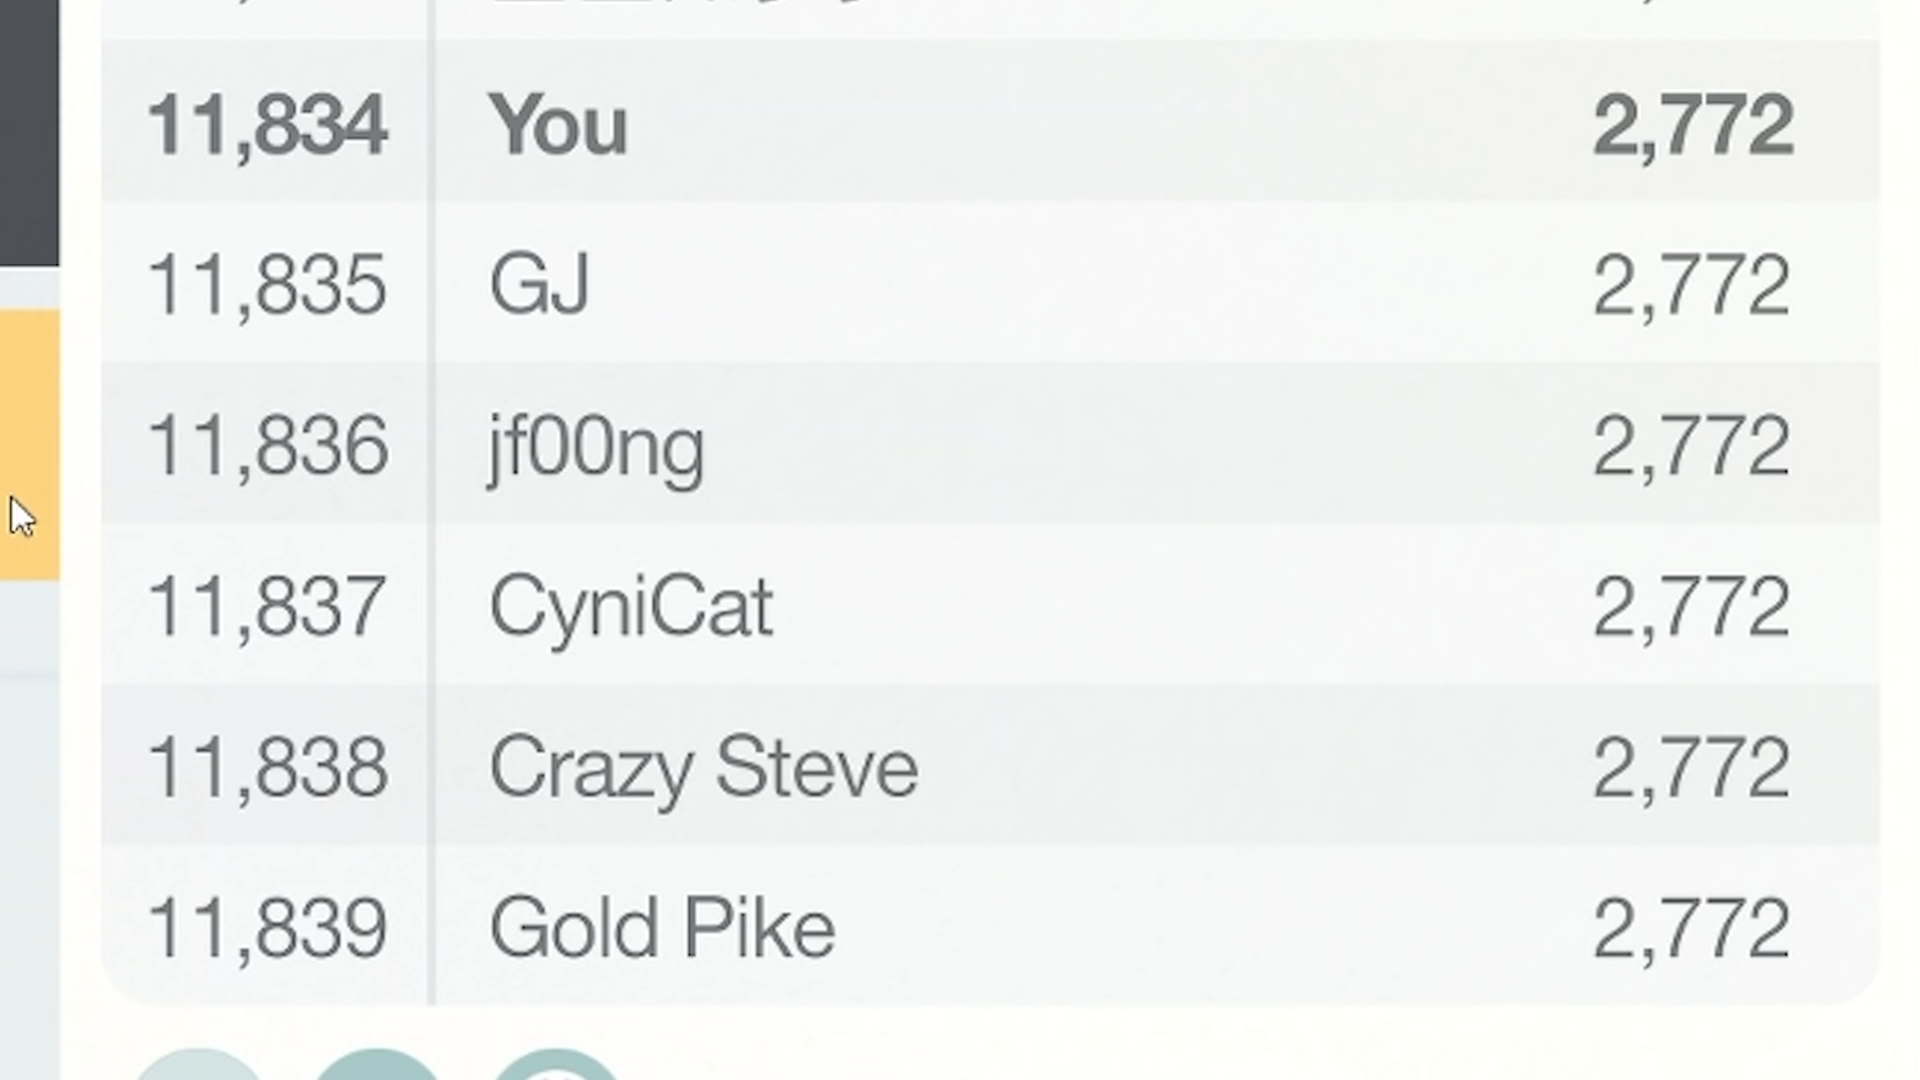 11,834 You 2,772
11,835 GJ 2,772
11,836 jf00ng 2,772
11,837 CyniCat 2,772
11,838 Crazy Steve 2,772
11,839 Gold Pike 2,772